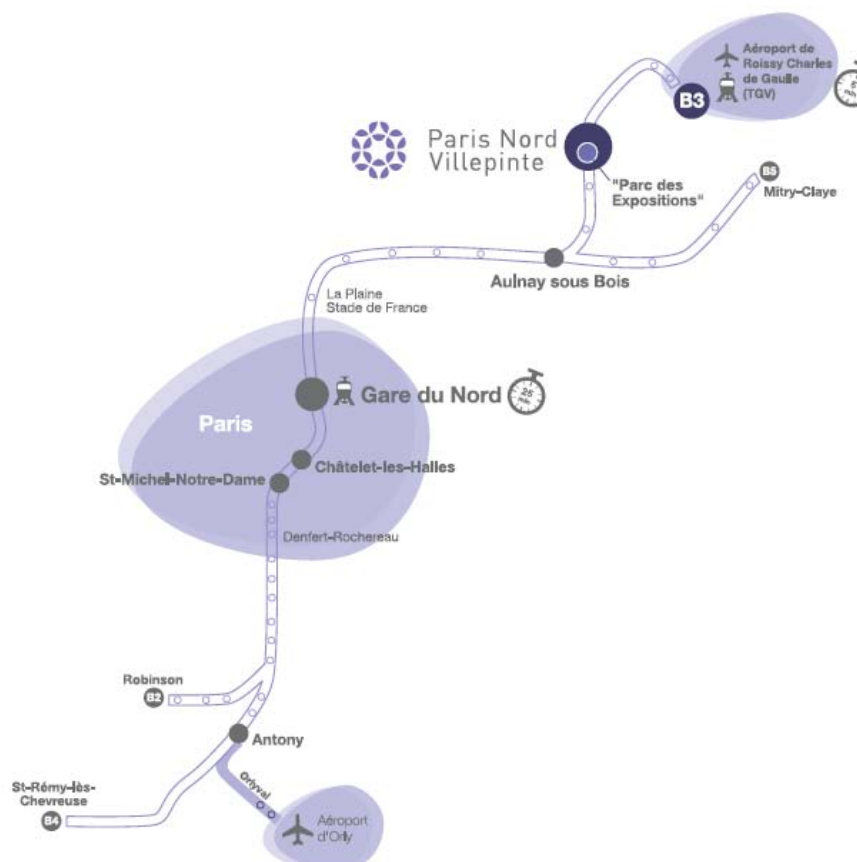 Aéroport de
Roissy Charles
de Gaulle
(TGV)
B3
Paris Nord
Villepinte
"Parc des
Expositions"
B5
Mitry-Claye
Aulnay sous Bois
La Plaine
Stade de France
Gare du Nord
25
min
Paris
Châtelet-les-Halles
St-Michel-Notre-Dame
Denfert-Rochereau
Robinson
B2
Antony
St-Rémy-lès-
Chevreuse
B4
Orlyval
Aéroport
d'Orly